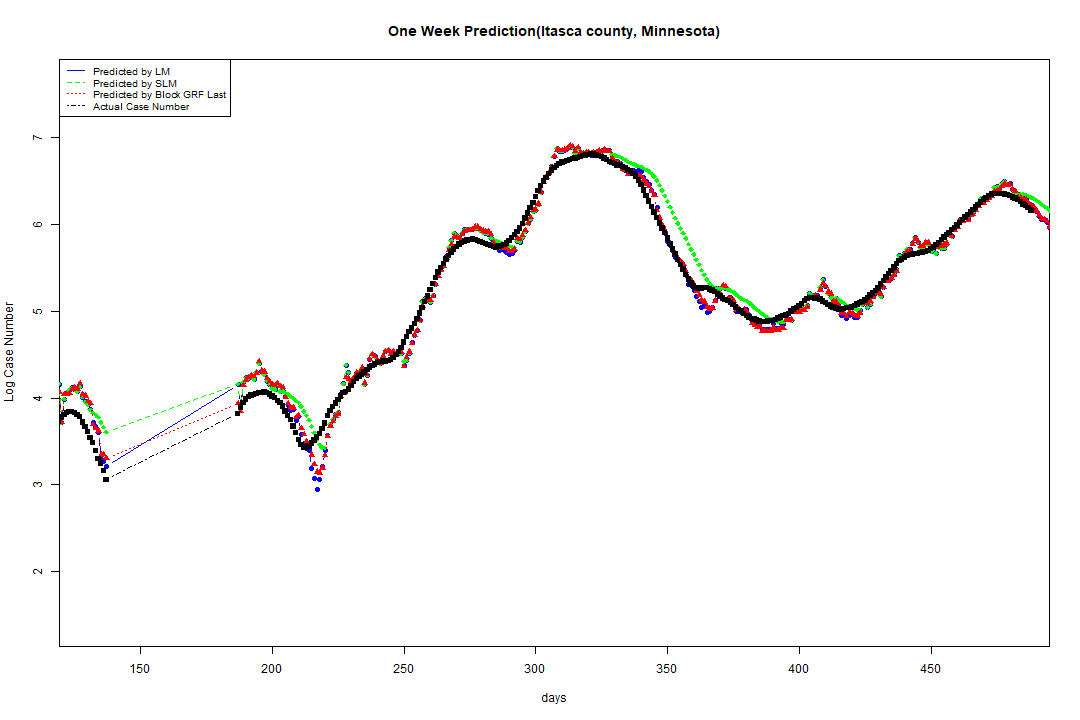 One Week Prediction(Itasca county, Minnesota)
Predicted by LM
Predicted by SLM
Predicted by Block GRF Last
Actual Case Number
7
6
5
4
3
2
Log Case Number
150 200 250 300 350 400 450
days